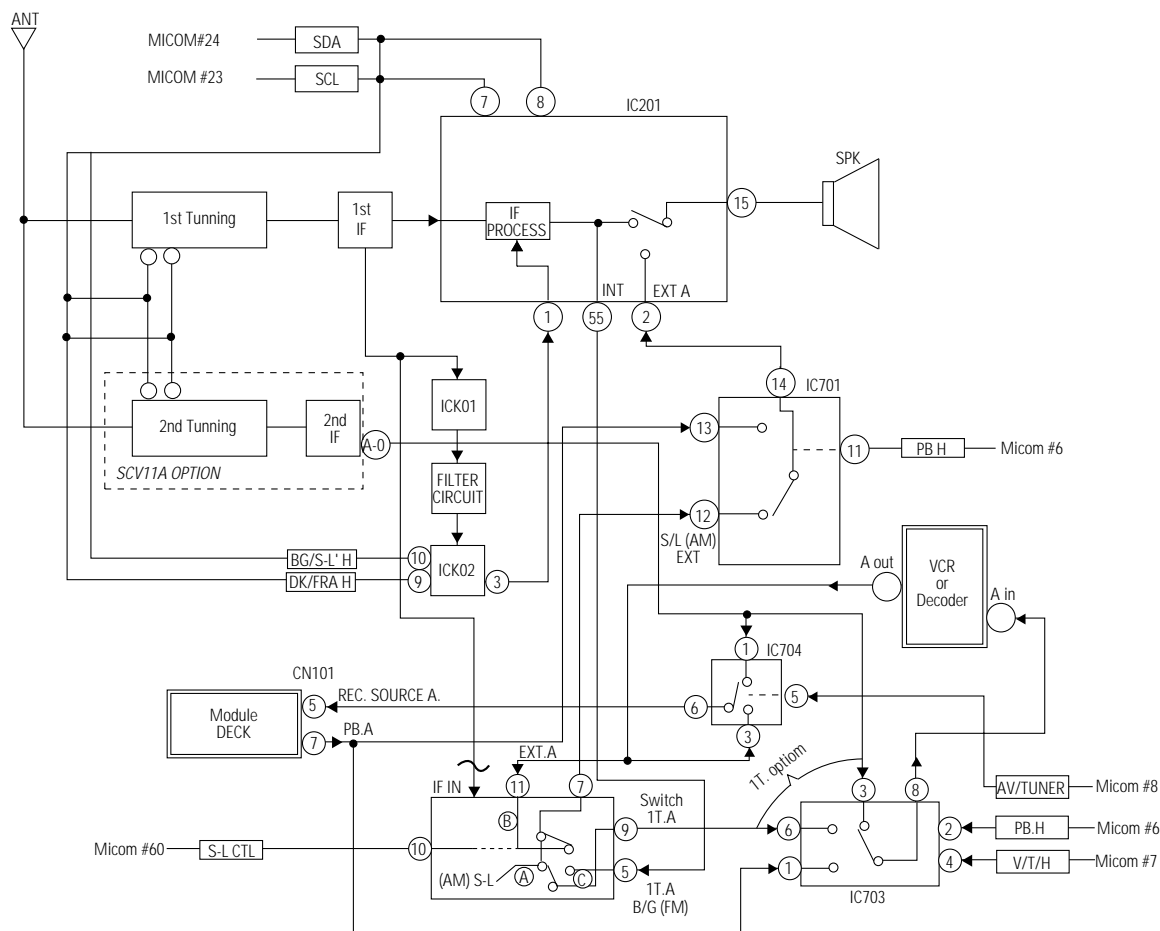 ANT
MICOM#24
SDA
MICOM #23
SCL
7
8
IC201
SPK
1st Tunning
1st
IF
IF
PROCESS
15
INT
EXT A
1
55
2
14
IC701
ICK01
2nd Tunning
2nd
IF
A-0
13
11
PB H
Micom #6
SCV11A OPTION
FILTER
CIRCUIT
12
S/L (AM)
EXT
BG/S-L' H
10
DK/FRA H
9
ICK02
3
A out
VCR
or
Decoder
A in
1
IC704
CN101
Module
DECK
5
REC. SOURCE A.
6
5
7
PB.A
3
EXT.A
1T. optiom
IF IN
11
7
Switch
1T.A
3
8
AV/TUNER
Micom #8
B
9
6
2
PB.H
Micom #6
Micom #60
S-L CTL
10
(AM) S-L
A
C
5
1
4
V/T/H
Micom #7
1T.A
B/G (FM)
IC703